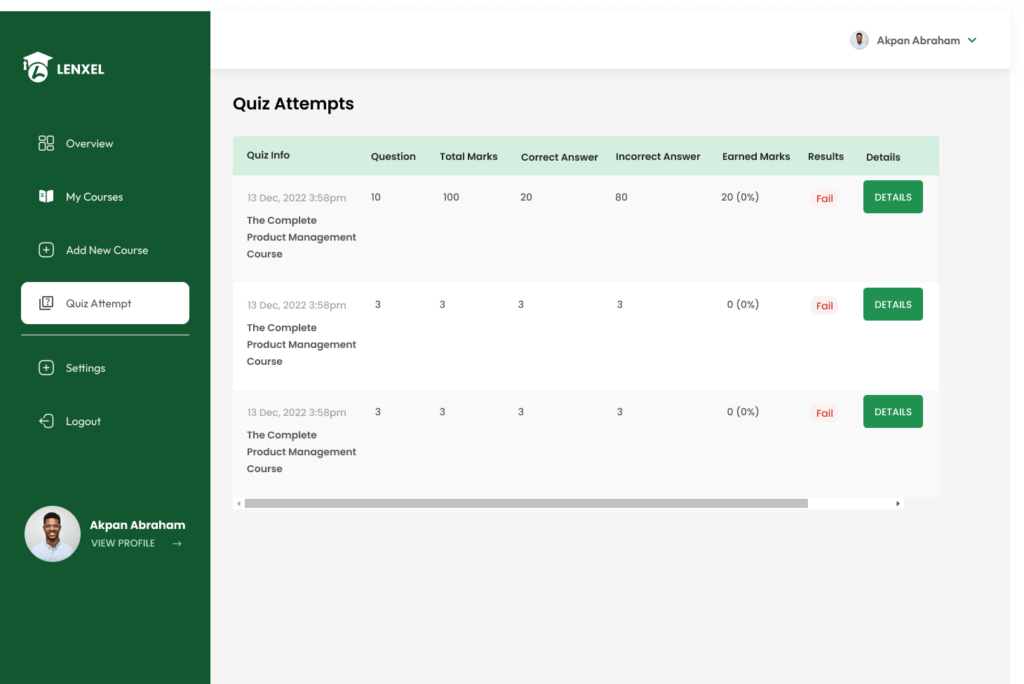 LENXEL
Akpan Abraham
Overview
My Courses
Add New Course
Quiz Attempt
Settings
Logout
Akpan Abraham
VIEW PROFILE →
Quiz Attempts
Quiz Info Question Total Marks Correct Answer Incorrect Answer Earned Marks Results Details
13 Dec, 2022 3:58pm 10 100 20 80 20 (0%) Fail DETAILS
The Complete
Product Management
Course
13 Dec, 2022 3:58pm 3 3 3 3 0 (0%) Fail DETAILS
The Complete
Product Management
Course
13 Dec, 2022 3:58pm 3 3 3 3 0 (0%) Fail DETAILS
The Complete
Product Management
Course